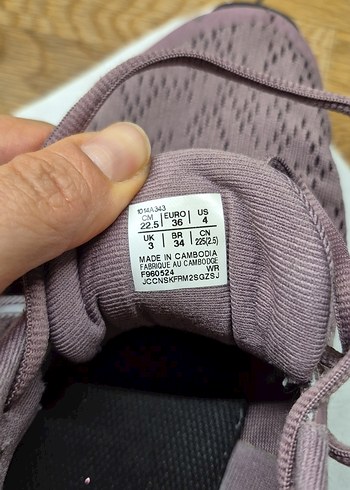 1014A343
CM EURO US
22.5 36 4
UK BR CN
3 34 225(2.5)
MADE IN CAMBODIA
FABRIQUE AU CAMBODGE
F960524 WR
JCCNSKFRM2SGZSJ